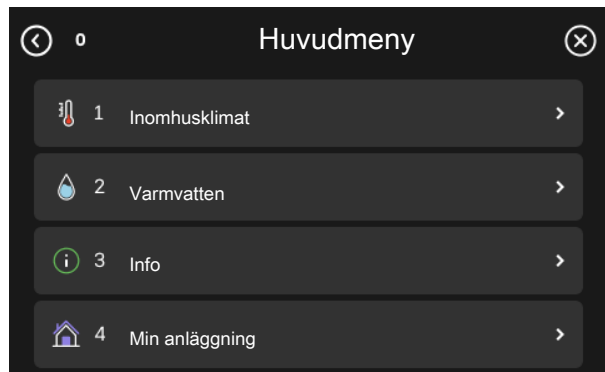 0 Huvudmeny
1 Inomhusklimat
2 Varmvatten
3 Info
4 Min anläggning